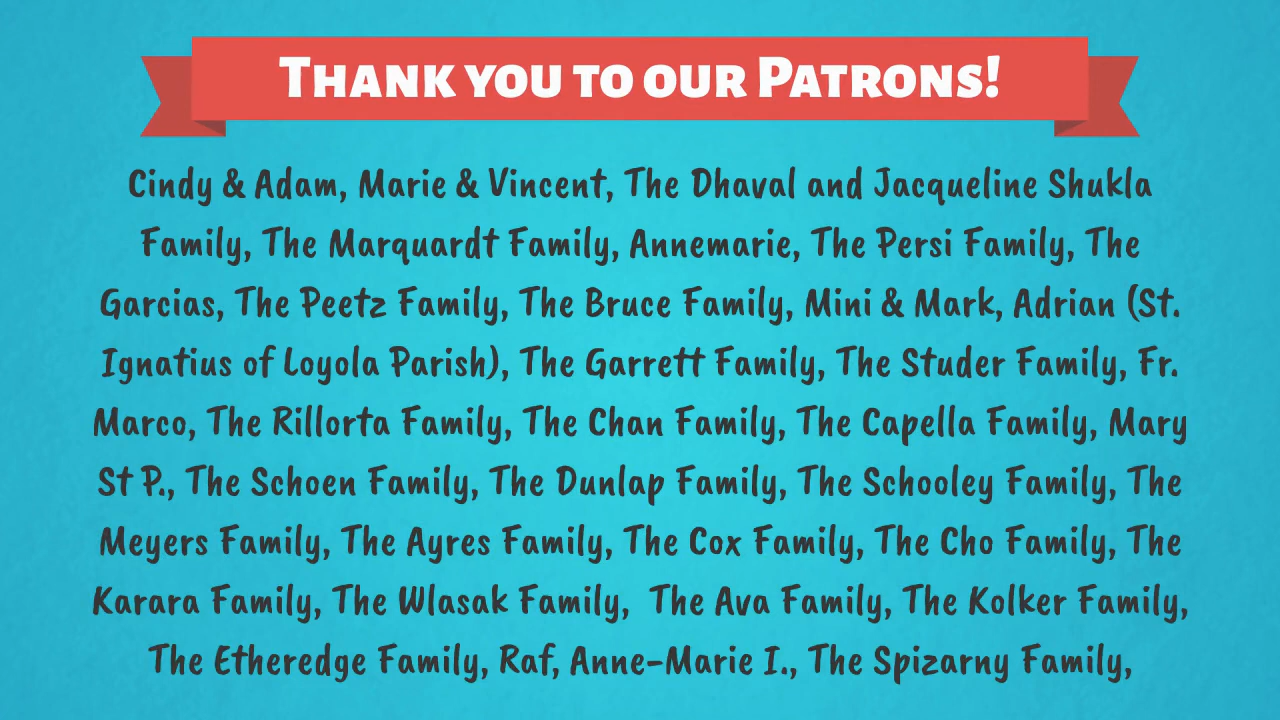 Thank you to our Patrons!
Cindy & Adam, Marie & Vincent, The Dhaval and Jacqueline Shukla
Family, The Marquardt Family, Annemarie, The Persi Family, The
Garcias, The Peetz Family, The Bruce Family, Mini & Mark, Adrian (St.
Ignatius of Loyola Parish), The Garrett Family, The Studer Family, Fr.
Marco, The Rillorta Family, The Chan Family, The Capella Family, Mary
St P., The Schoen Family, The Dunlap Family, The Schooley Family, The
Meyers Family, The Ayres Family, The Cox Family, The Cho Family, The
Karara Family, The Wlasak Family, The Ava Family, The Kolker Family,
The Etheredge Family, Raf, Anne-Marie I., The Spizarny Family,